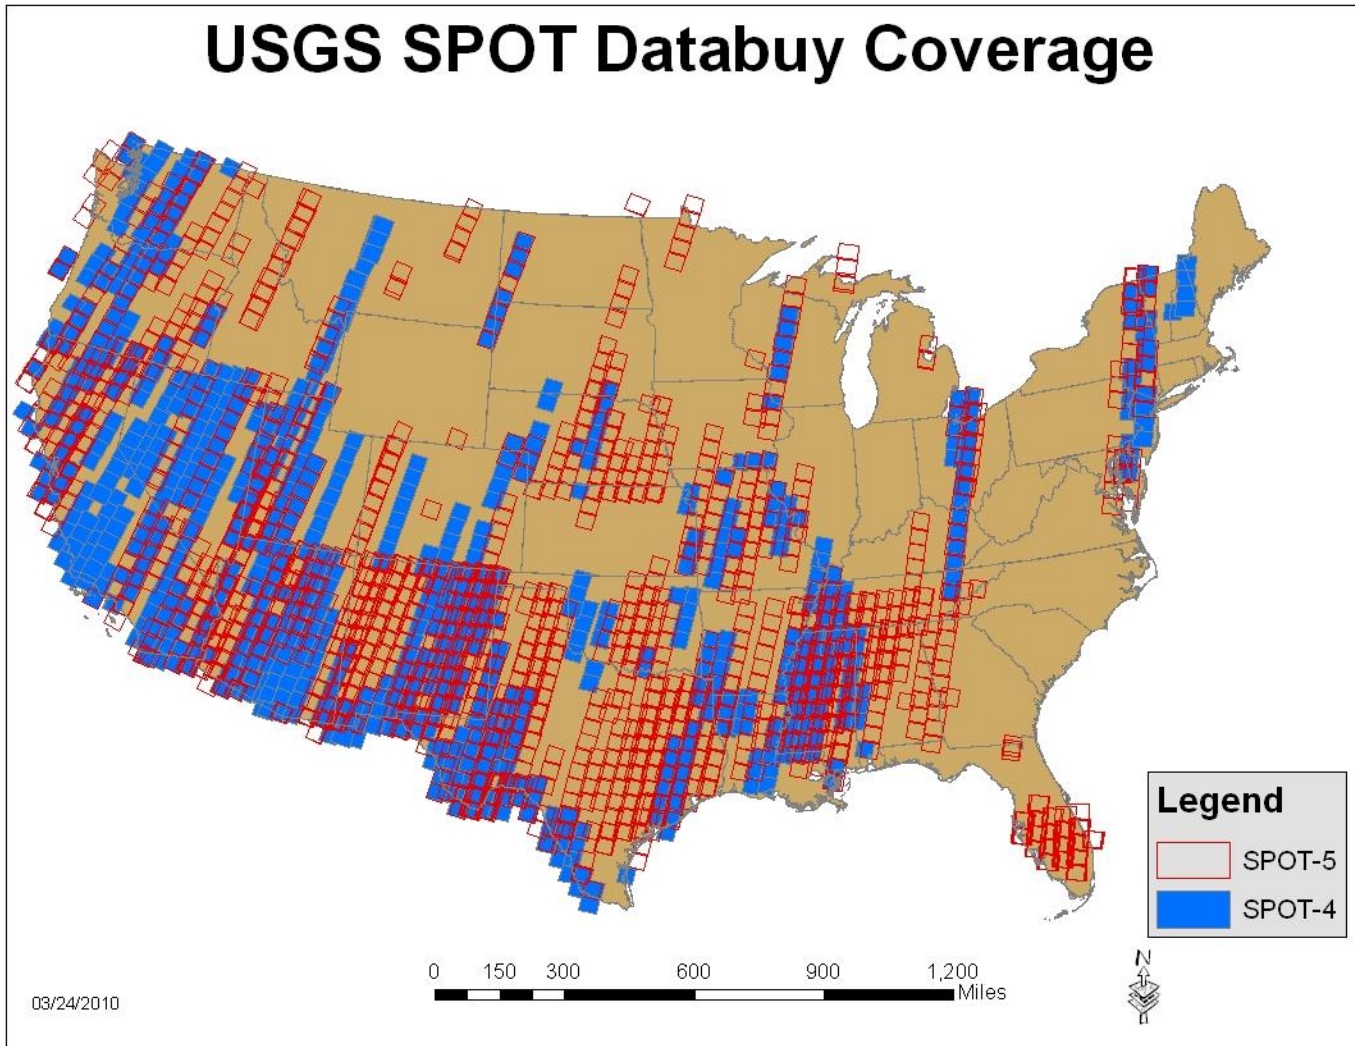 USGS SPOT Databuy Coverage
Legend
SPOT-5
SPOT-4
N
0 150 300 600 900 1,200
Miles
03/24/2010